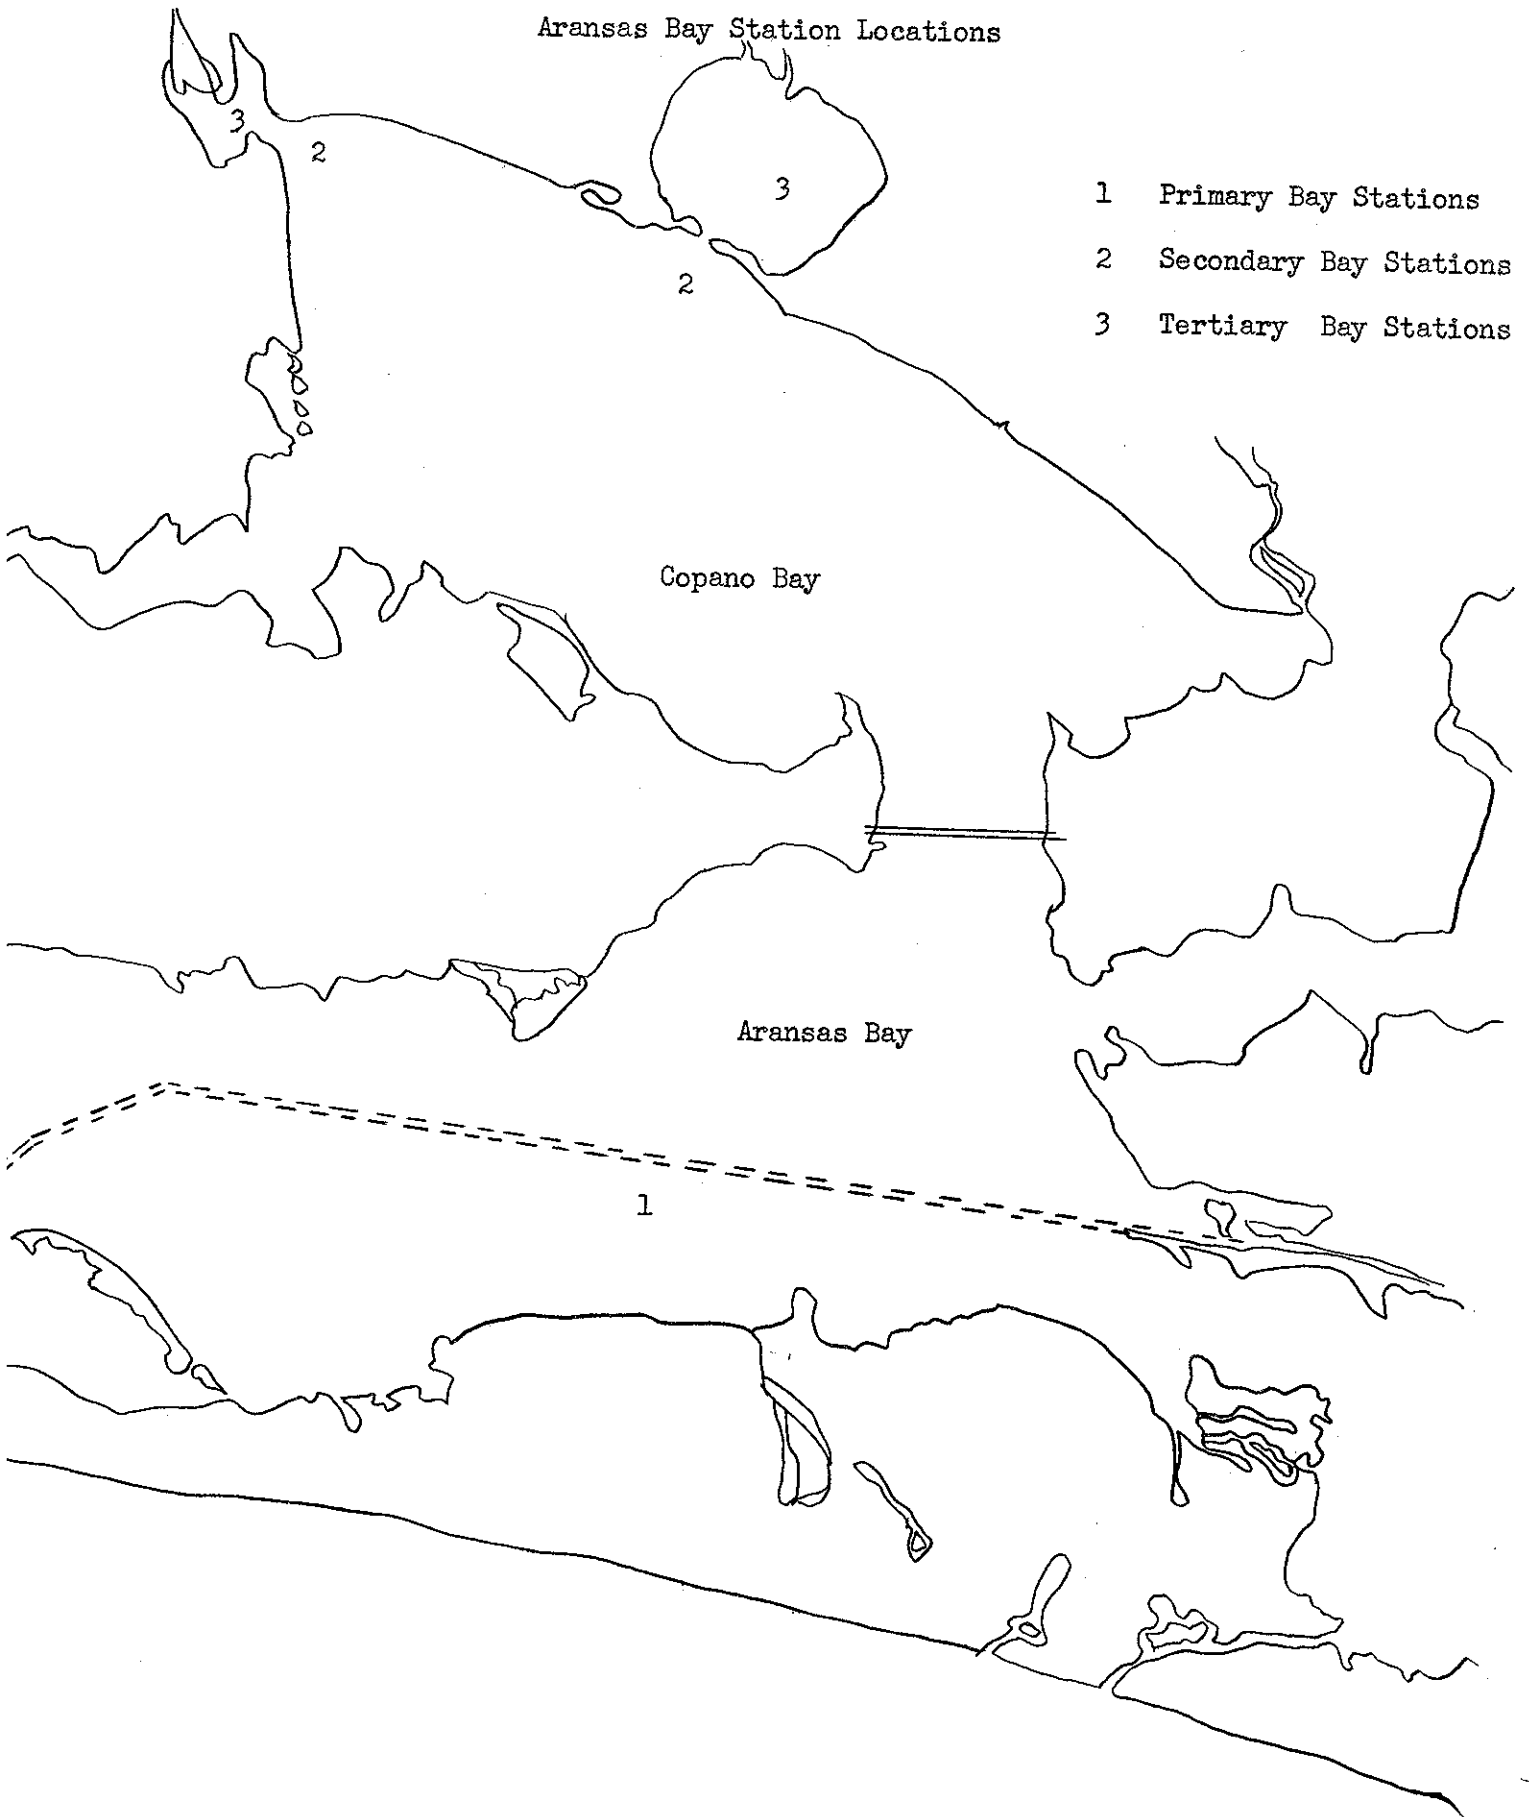 Aransas Bay Station Locations
3
2
3
2
1 Primary Bay Stations
2 Secondary Bay Stations
3 Tertiary Bay Stations
Copano Bay
Aransas Bay
1